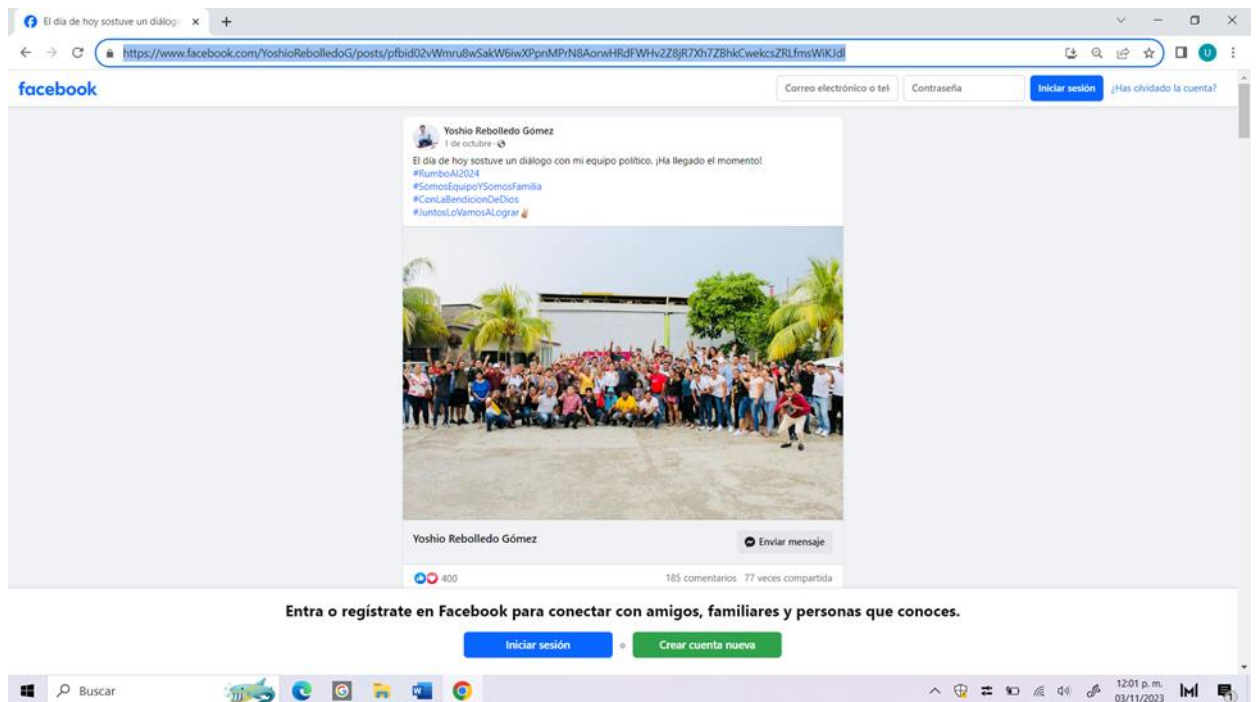 El día de hoy sostuve un diálogo
https://www.facebook.com/YoshioRebolledoG/posts/pfbid02vWmru8wSakW6iwXPpnMPrN8AorwHRdFWHv2Z8jR7Xh7ZBhkCwekcsZRLfmsWiKJdl
facebook
Correo electrónico o tel
Contraseña
Iniciar sesión
¿Has olvidado la cuenta?
Yoshio Rebolledo Gómez
1 de octubre ·
El día de hoy sostuve un diálogo con mi equipo político. ¡Ha llegado el momento!
#RumboAl2024
#SomosEquipoYSomosFamilia
#ConLaBendicionDeDios
#JuntosLoVamosALograr✌
Yoshio Rebolledo Gómez
Enviar mensaje
400
185 comentarios 77 veces compartida
Entra o regístrate en Facebook para conectar con amigos, familiares y personas que conoces.
Iniciar sesión o Crear cuenta nueva
Buscar
12:01 p. m.
03/11/2023